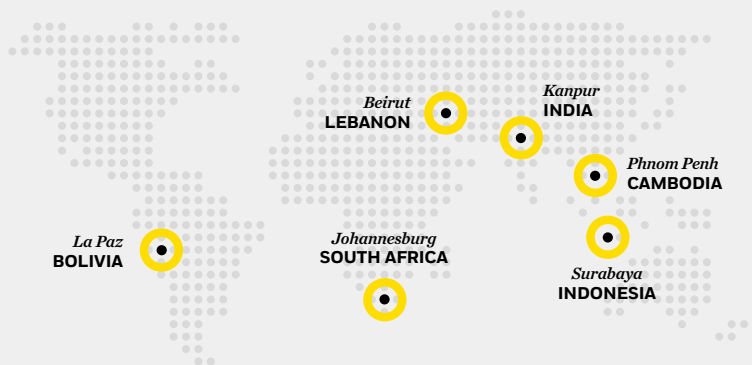 Kanpur
INDIA
Beirut
LEBANON
Phnom Penh
CAMBODIA
La Paz
BOLIVIA
Johannesburg
SOUTH AFRICA
Surabaya
INDONESIA